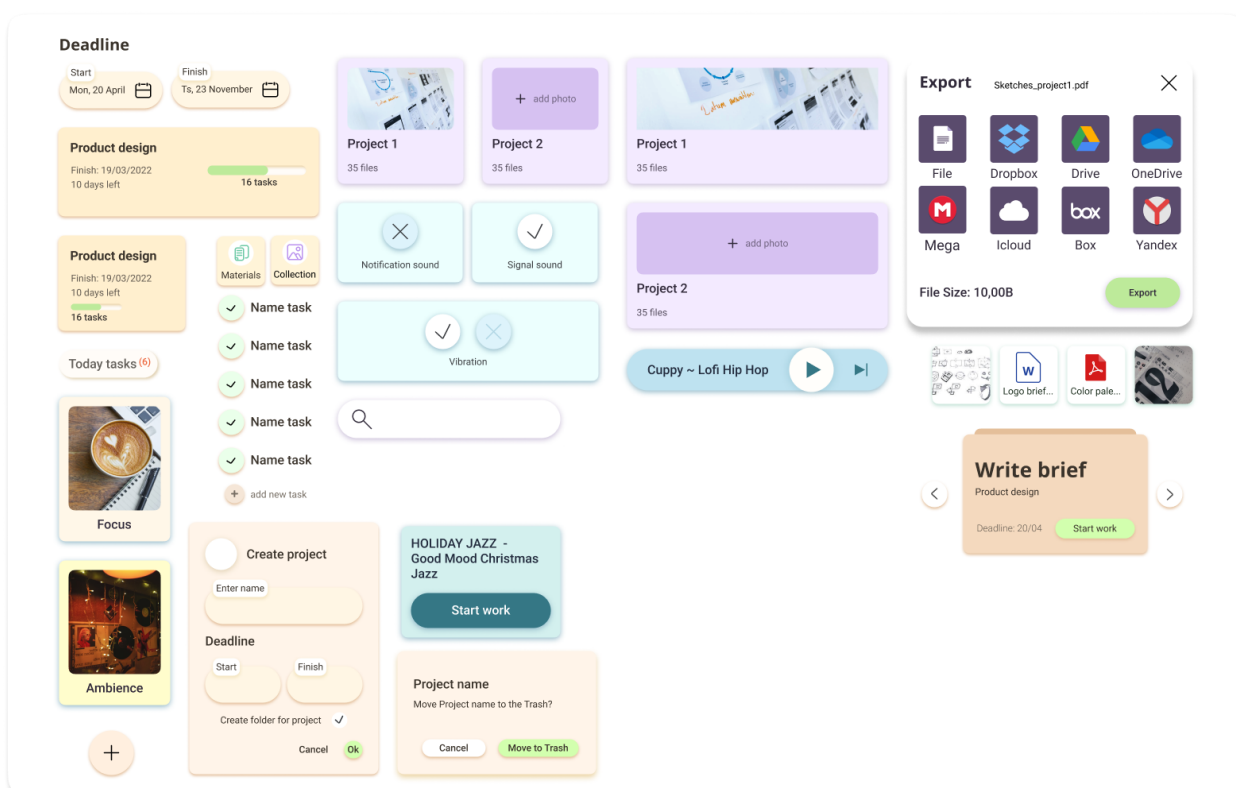 Deadline
Start
Mon, 20 April
Finish
Ts, 23 November
Product design
Finish: 19/03/2022
10 days left
16 tasks
Product design
Finish: 19/03/2022
10 days left
16 tasks
Materials
Collection
Name task
Name task
Name task
Name task
Name task
+ add new task
Today tasks (6)
Focus
Ambience
+
Project 1
35 files
+ add photo
Project 2
35 files
Notification sound
Signal sound
Vibration
Create project
Enter name
Deadline
Start
Finish
Create folder for project
Cancel
Ok
HOLIDAY JAZZ -
Good Mood Christmas
Jazz
Start work
Project name
Move Project name to the Trash?
Cancel
Move to Trash
Project 1
35 files
+ add photo
Project 2
35 files
Cuppy ~ Lofi Hip Hop
Export
Sketches_project1.pdf
File
Dropbox
Drive
OneDrive
M
Mega
Icloud
box
Box
Y
Yandex
File Size: 10,00B
Export
W
Logo brief...
Color pale...
Write brief
Product design
Deadline: 20/04
Start work